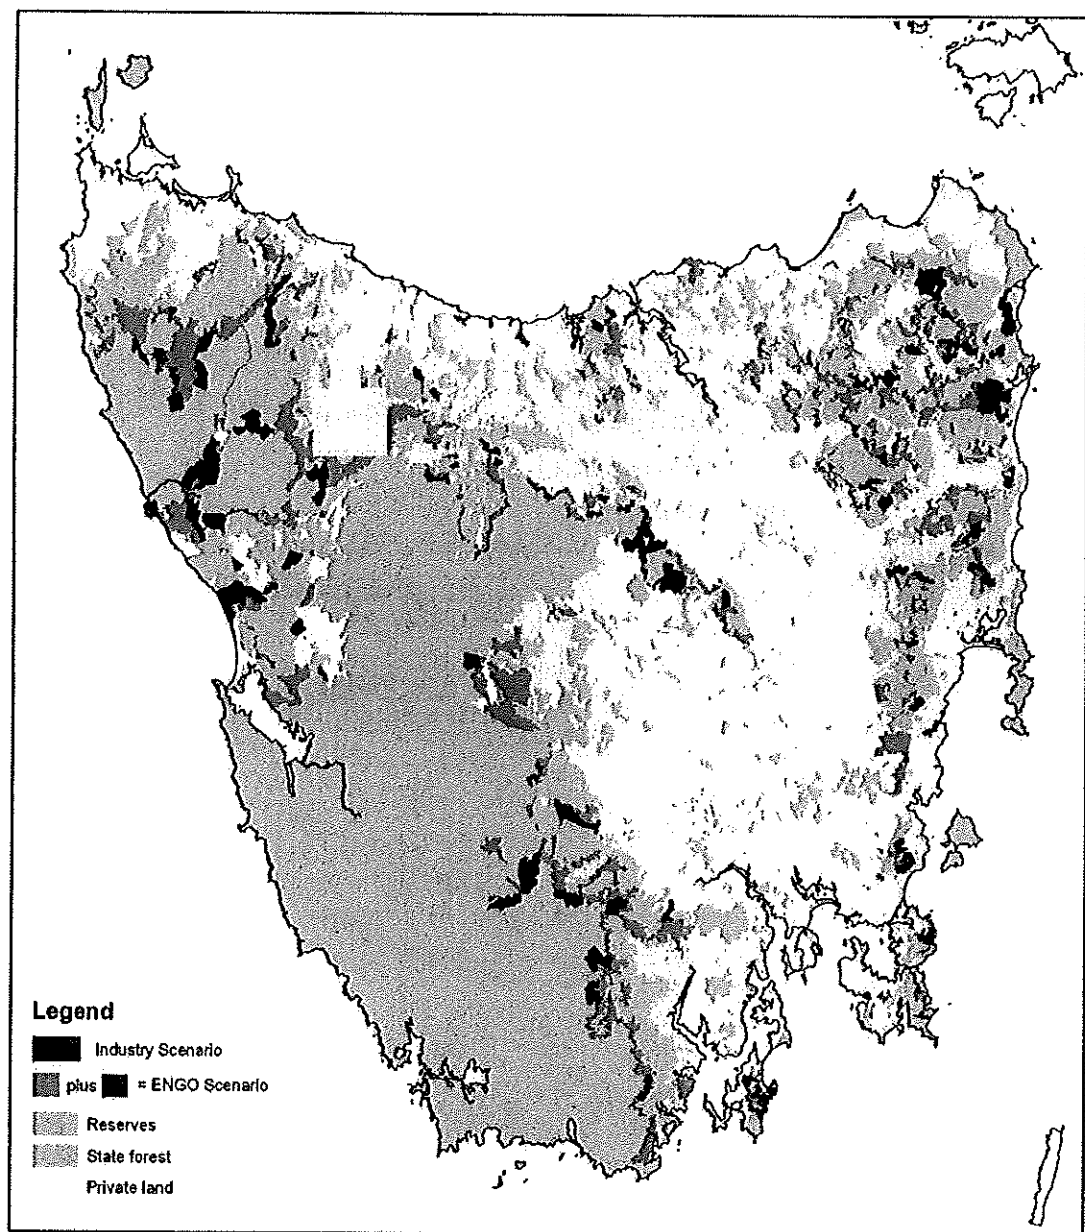 Legend
Industry Scenario
plus = ENGO Scenario
Reserves
State forest
Private land